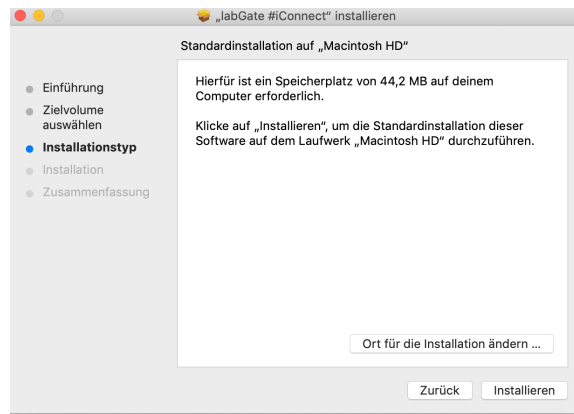 „labGate #iConnect“ installieren
Standardinstallation auf „Macintosh HD“
Einführung
Zielvolume
auswählen
Installationstyp
Installation
Zusammenfassung
Hierfür ist ein Speicherplatz von 44,2 MB auf deinem
Computer erforderlich.
Klicke auf „Installieren“, um die Standardinstallation dieser
Software auf dem Laufwerk „Macintosh HD“ durchzuführen.
Ort für die Installation ändern ...
Zurück
Installieren